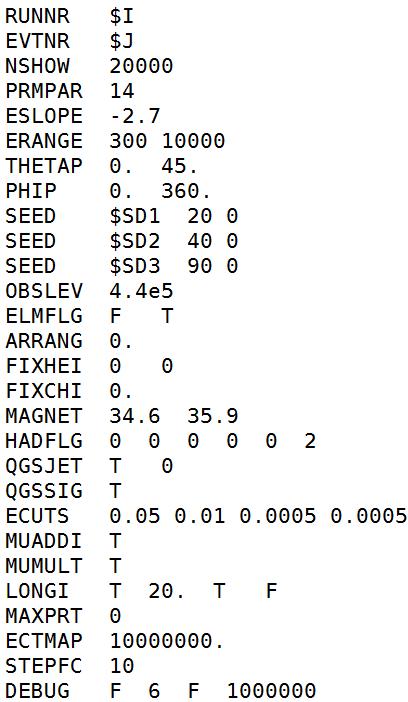 RUNNR $I
EVTNR $J
NSHOW 20000
PRMPAR 14
ESLOPE -2.7
ERANGE 300 10000
THETAP 0. 45.
PHIP 0. 360.
SEED $SD1 20 0
SEED $SD2 40 0
SEED $SD3 90 0
OBSLEV 4.4e5
ELMFLG F T
ARRANG 0.
FIXHEI 0 0
FIXCHI 0.
MAGNET 34.6 35.9
HADFLG 0 0 0 0 0 2
QGSJET T 0
QGSSIG T
ECUTS 0.05 0.01 0.0005 0.0005
MUADDI T
MUMULT T
LONGI T 20. T F
MAXPRT 0
ECTMAP 10000000.
STEPFC 10
DEBUG F 6 F 1000000